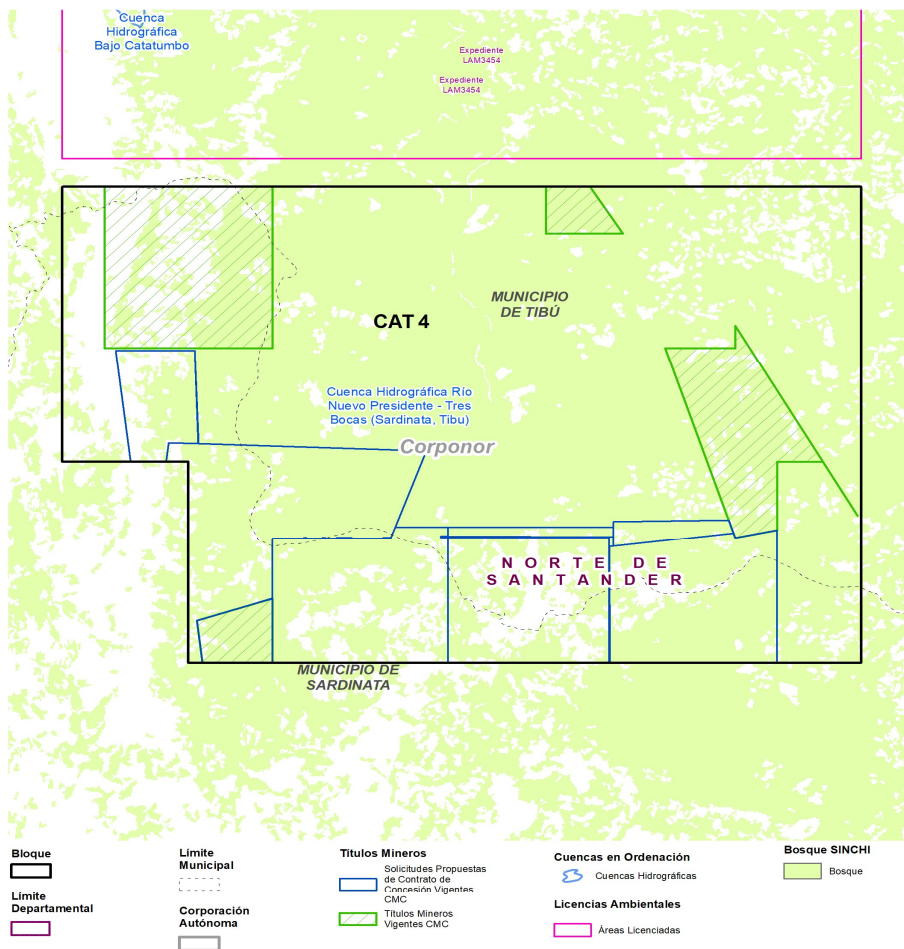 Cuenca
Hidrográfica
Bajo Catatumbo
Expediente
LAM3454
Expediente
LAM3454
MUNICIPIO
DE TIBÚ
CAT 4
Cuenca Hidrográfica Río
Nuevo Presidente - Tres
Bocas (Sardinata, Tibu)
Corponor
NORTE DE
SANTANDER
MUNICIPIO DE
SARDINATA
Bloque
Límite
Departamental
Límite
Municipal
Corporación
Autónoma
Títulos Mineros
Solicitudes Propuestas
de Contrato de
Concesión Vigentes
CMC
Títulos Mineros
Vigentes CMC
Cuencas en Ordenación
Cuencas Hidrográficas
Licencias Ambientales
Áreas Licenciadas
Bosque SINCHI
Bosque